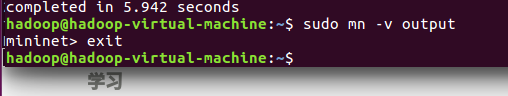 completed in 5.942 seconds
hadoop@hadoop-virtual-machine:~$ sudo mn -v output
mininet> exit
hadoop@hadoop-virtual-machine:~$
学习